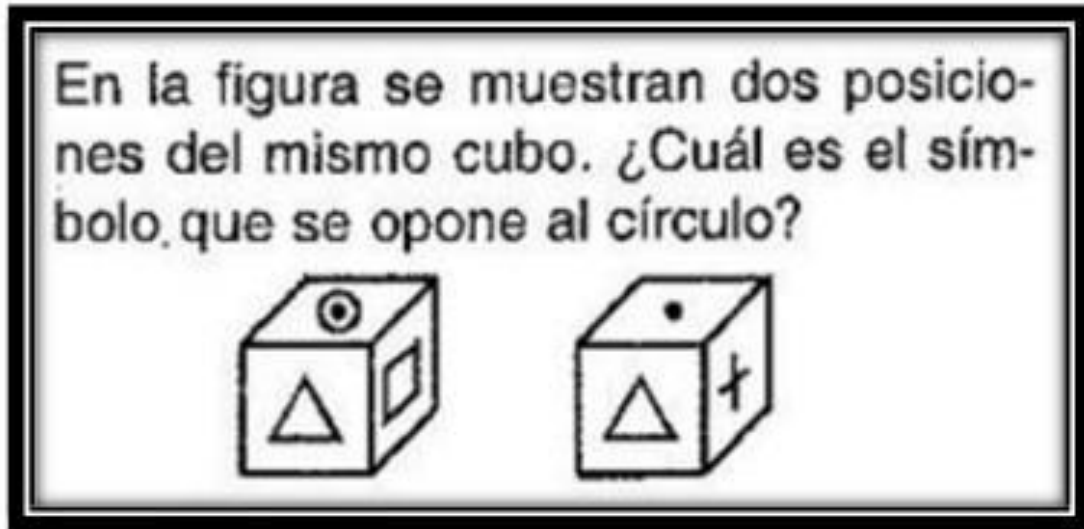 En la figura se muestran dos posicio-
nes del mismo cubo. ¿Cuál es el sím-
bolo que se opone al círculo?